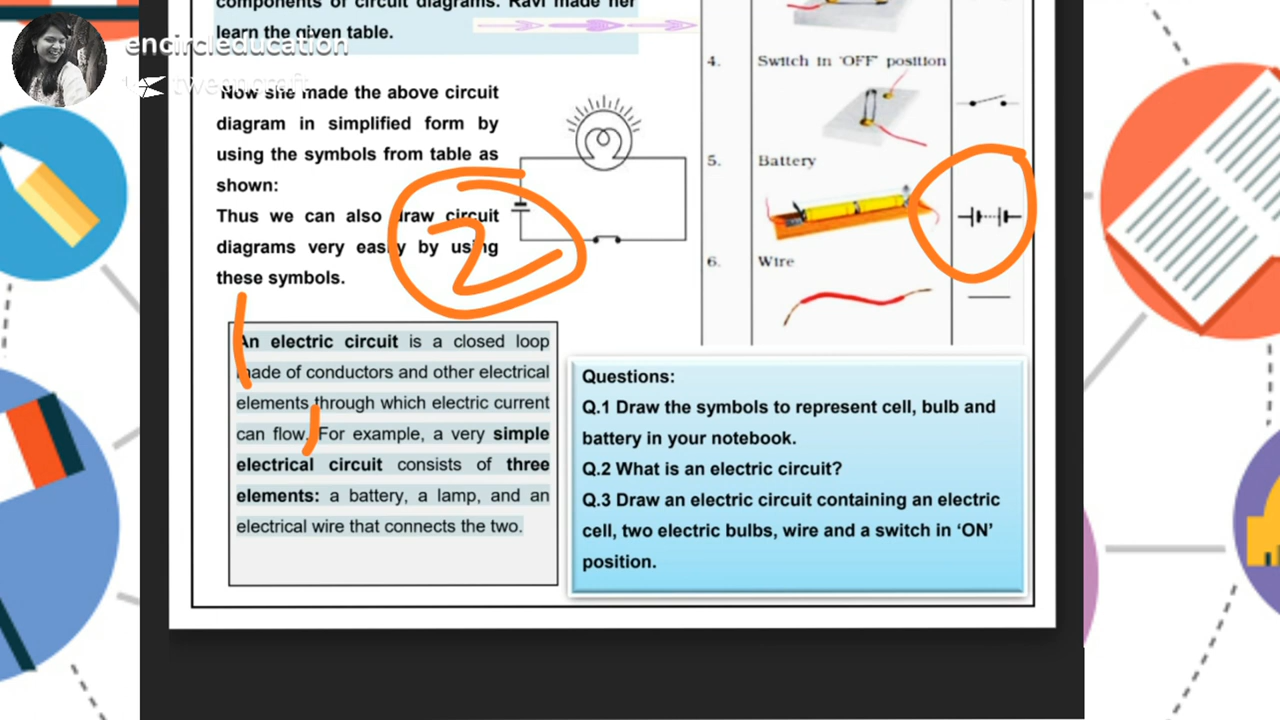 components of circuit diagrams. Ravi made her
learn the given table.
encircleducation
Now she made the above circuit
diagram in simplified form by
using the symbols from table as
shown:
Thus we can also draw circuit
diagrams very easily by using
these symbols.
2
4. Switch in 'OFF' position
5. Battery
6. Wire
An electric circuit is a closed loop
made of conductors and other electrical
elements through which electric current
can flow. For example, a very simple
electrical circuit consists of three
elements: a battery, a lamp, and an
electrical wire that connects the two.
Questions:
Q.1 Draw the symbols to represent cell, bulb and
battery in your notebook.
Q.2 What is an electric circuit?
Q.3 Draw an electric circuit containing an electric
cell, two electric bulbs, wire and a switch in 'ON'
position.